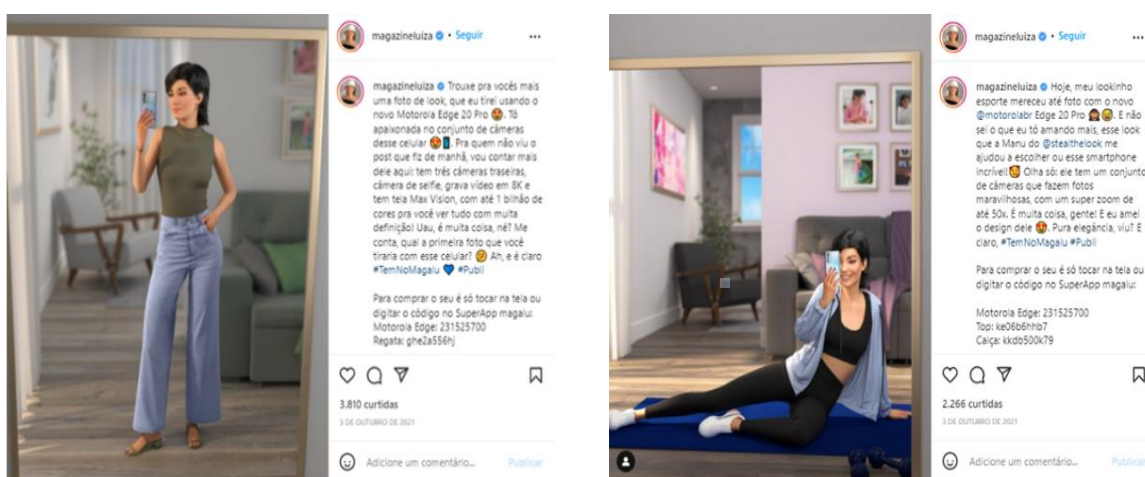 magazineluiza • Seguir
magazineluiza Trouxe pra vocês mais
uma foto de look, que eu tirei usando o
novo Motorola Edge 20 Pro 🥰. Tô
apaixonada no conjunto de câmeras
desse celular 🥰📱. Pra quem não viu o
post que fiz de manhã, vou contar mais
dele aqui: tem três câmeras traseiras,
câmera de selfie, grava vídeo em 8K e
tem tela Max Vision, com até 1 bilhão de
cores pra você ver tudo com muita
definição! Uau, é muita coisa, né? Me
conta, qual a primeira foto que você
tiraria com esse celular? 🤔 Ah, e é claro
#TemNoMagalu 💙 #Publi
Para comprar o seu é só tocar na tela ou
digitar o código no SuperApp magalu:
Motorola Edge: 231525700
Regata: ghe2a556hj
3.810 curtidas
3 DE OUTUBRO DE 2021
Adicione um comentário... Publicar
magazineluiza • Seguir
magazineluiza Hoje, meu lookinho
esporte mereceu até foto com o novo
@motorolabr Edge 20 Pro. E não
sei o que eu tô amando mais, esse look
que a Manu do @stealthelook me
ajudou a escolher ou esse smartphone
incrível! Olha só: ele tem um conjunto
de câmeras que fazem fotos
maravilhosas, com um super zoom de
até 50x. É muita coisa, gente! E eu amei
o design dele 🥰. Pura elegância, viu? E
claro, #TemNoMagalu #Publi
Para comprar o seu é só tocar na tela ou
digitar o código no SuperApp magalu:
Motorola Edge: 231525700
Top: ke06b6hhb7
Calça: kkdb500k79
2.266 curtidas
3 DE OUTUBRO DE 2021
Adicione um comentário... Publicar